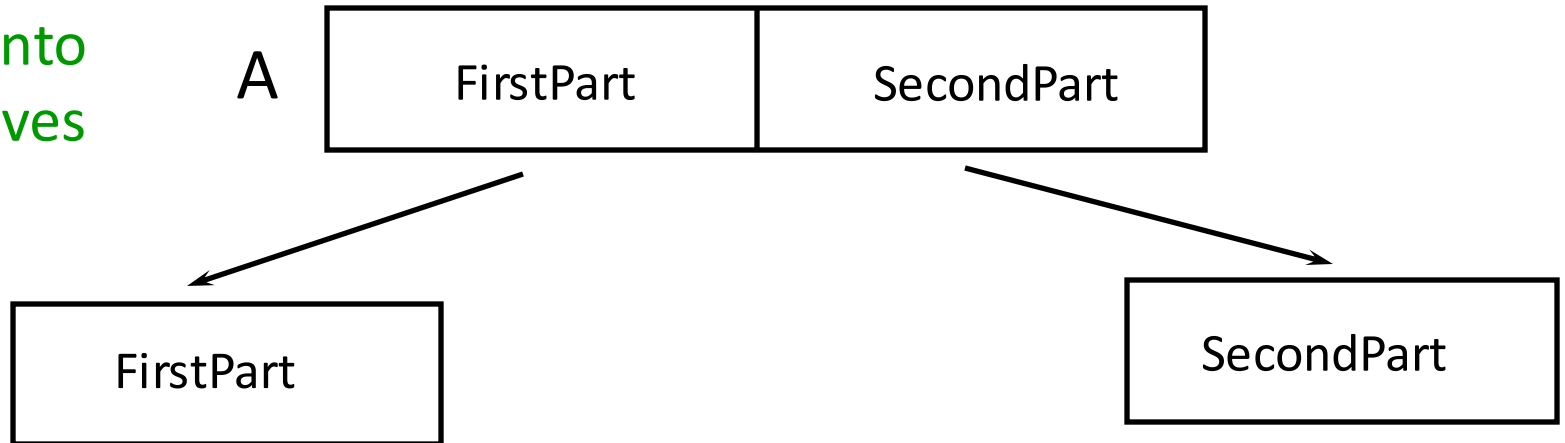 nto
ves
A
FirstPart
SecondPart
FirstPart
SecondPart